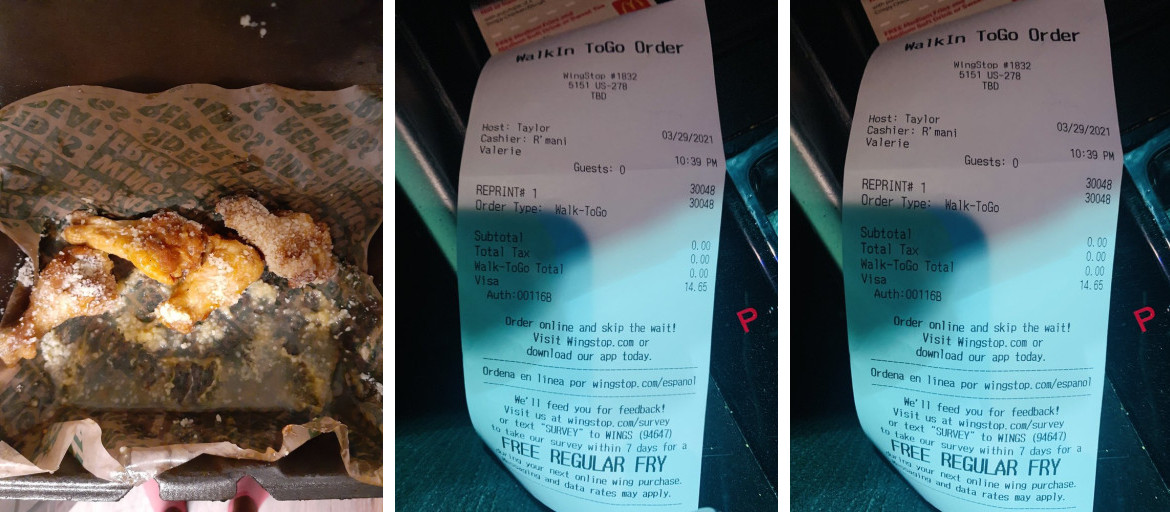 WalkIn ToGo Order
WingStop #1832
5151 US-278
TBD
Host: Taylor
03/29/2021
Cashier: R'mani
Valerie
10:39 PM
Guests: 0
REPRINT# 1 30048
Order Type: Walk-ToGo 30048
Subtotal 0.00
Total Tax 0.00
Walk-ToGo Total 0.00
Visa 14.65
Auth:00116B
Order online and skip the wait!
Visit Wingstop.com or
download our app today.
Ordena en linea por wingstop.com/espanol
We'll feed you for feedback!
Visit us at wingstop.com/survey
or text "SURVEY" to WINGS (94647)
to take our survey within 7 days for a
FREE REGULAR FRY
during your next online wing purchase.
Messaging and data rates may apply.
P
WalkIn ToGo Order
WingStop #1832
5151 US-278
TBD
Host: Taylor
03/29/2021
Cashier: R'mani
Valerie
10:39 PM
Guests: 0
REPRINT# 1 30048
Order Type: Walk-ToGo 30048
Subtotal 0.00
Total Tax 0.00
Walk-ToGo Total 0.00
Visa 14.65
Auth:00116B
Order online and skip the wait!
Visit Wingstop.com or
download our app today.
Ordena en linea por wingstop.com/espanol
We'll feed you for feedback!
Visit us at wingstop.com/survey
or text "SURVEY" to WINGS (94647)
to take our survey within 7 days for a
FREE REGULAR FRY
during your next online wing purchase.
and data rates may apply.
P